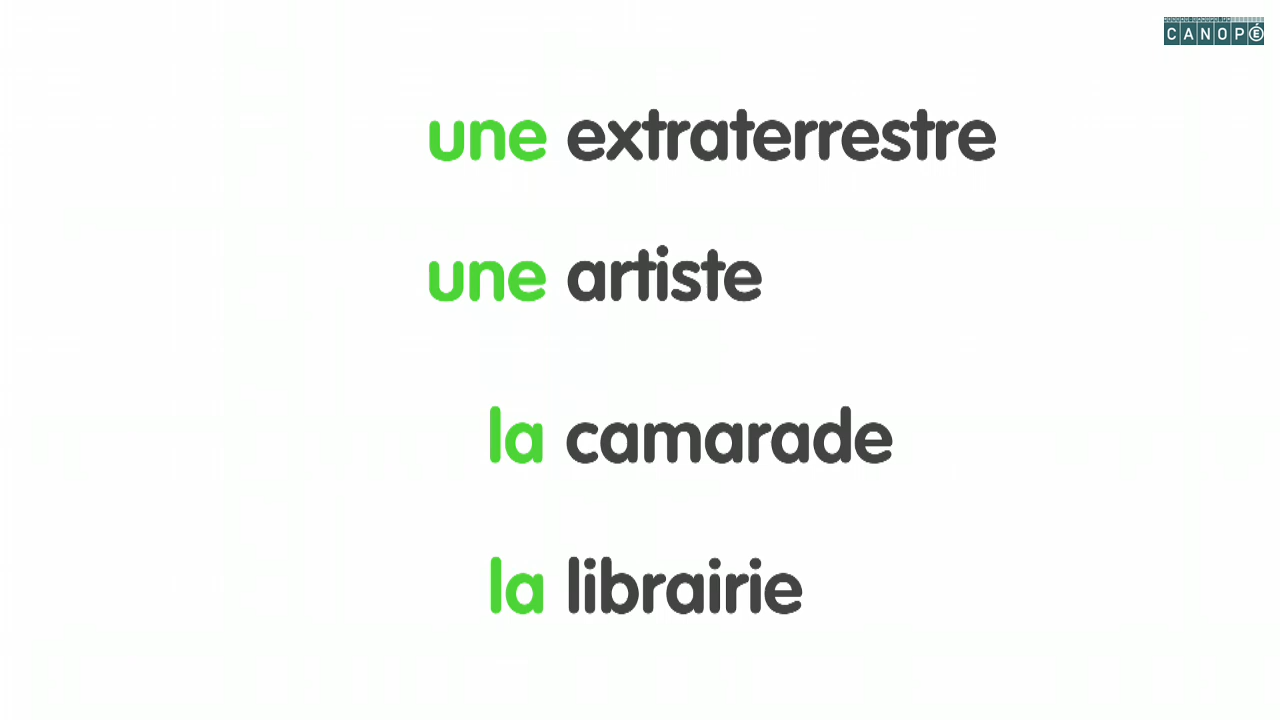 CANOPÉ
une extraterrestre
une artiste
la camarade
la librairie